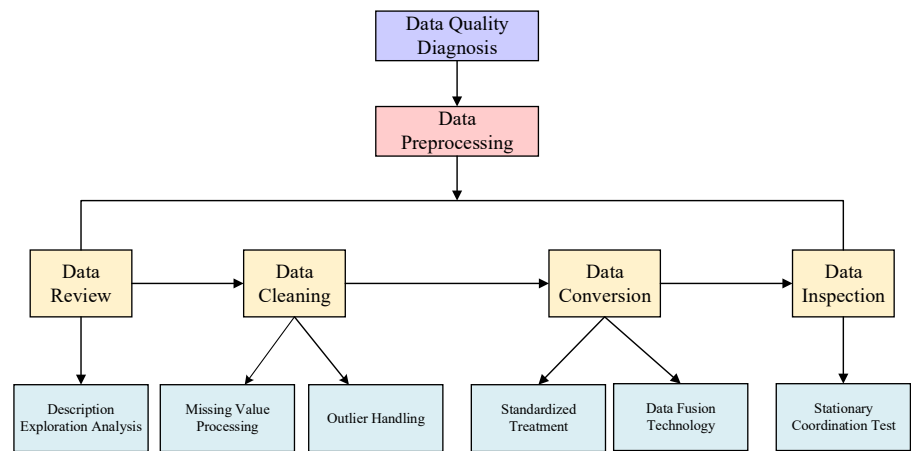 Data Quality
Diagnosis
Data
Preprocessing
Data
Review
Data
Cleaning
Data
Conversion
Data
Inspection
Description
Exploration Analysis
Missing Value
Processing
Outlier Handling
Standardized
Treatment
Data Fusion
Technology
Stationary
Coordination Test